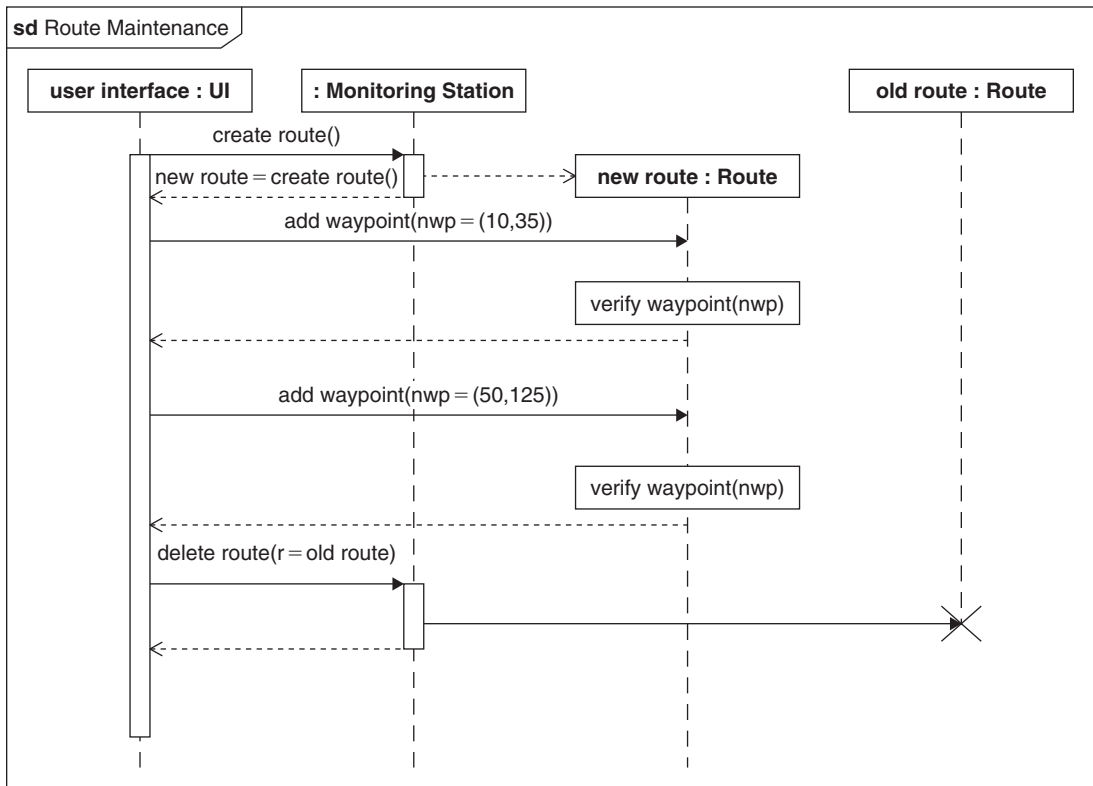 sd Route Maintenance
user interface : UI
: Monitoring Station
old route : Route
create route()
new route = create route()
new route : Route
add waypoint(nwp = (10,35))
verify waypoint(nwp)
add waypoint(nwp = (50,125))
verify waypoint(nwp)
delete route(r = old route)